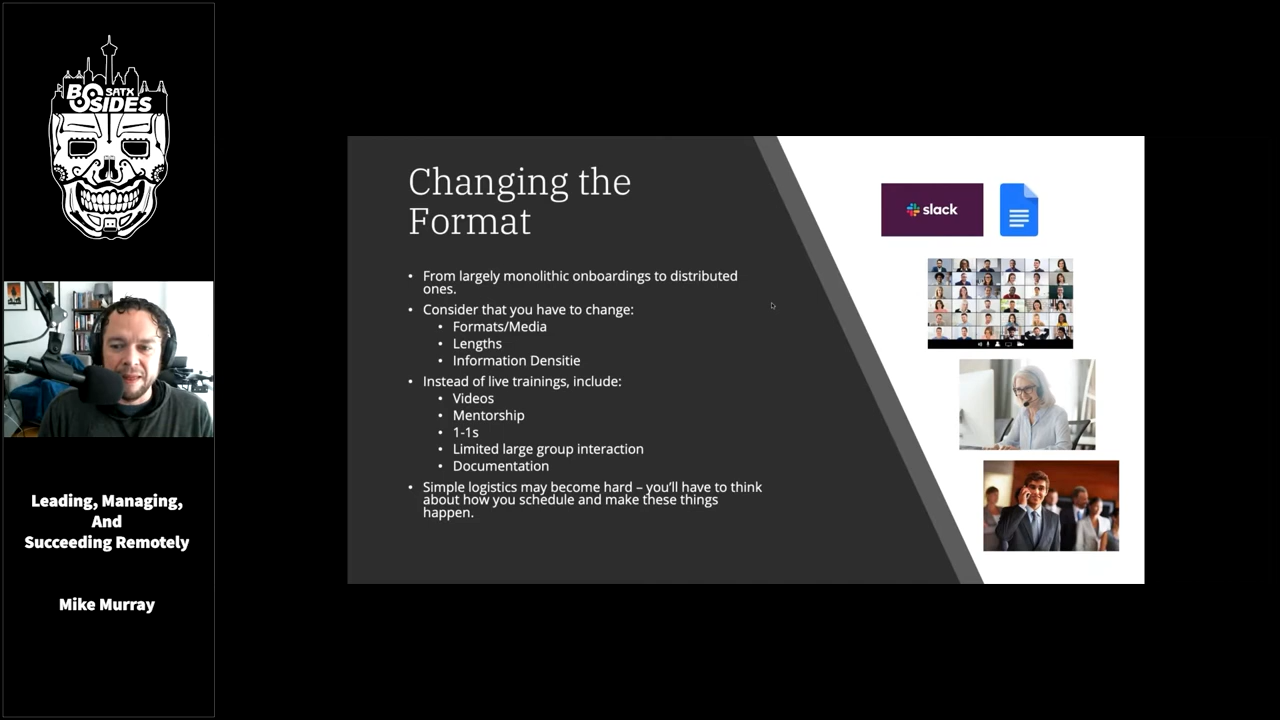 BSIDES
SATX
Leading, Managing,
And
Succeeding Remotely
Mike Murray
Changing the
Format
• From largely monolithic onboardings to distributed
ones.
• Consider that you have to change:
• Formats/Media
• Lengths
• Information Densitie
• Instead of live trainings, include:
• Videos
• Mentorship
• 1-1s
• Limited large group interaction
• Documentation
• Simple logistics may become hard – you’ll have to think
about how you schedule and make these things
happen.
slack